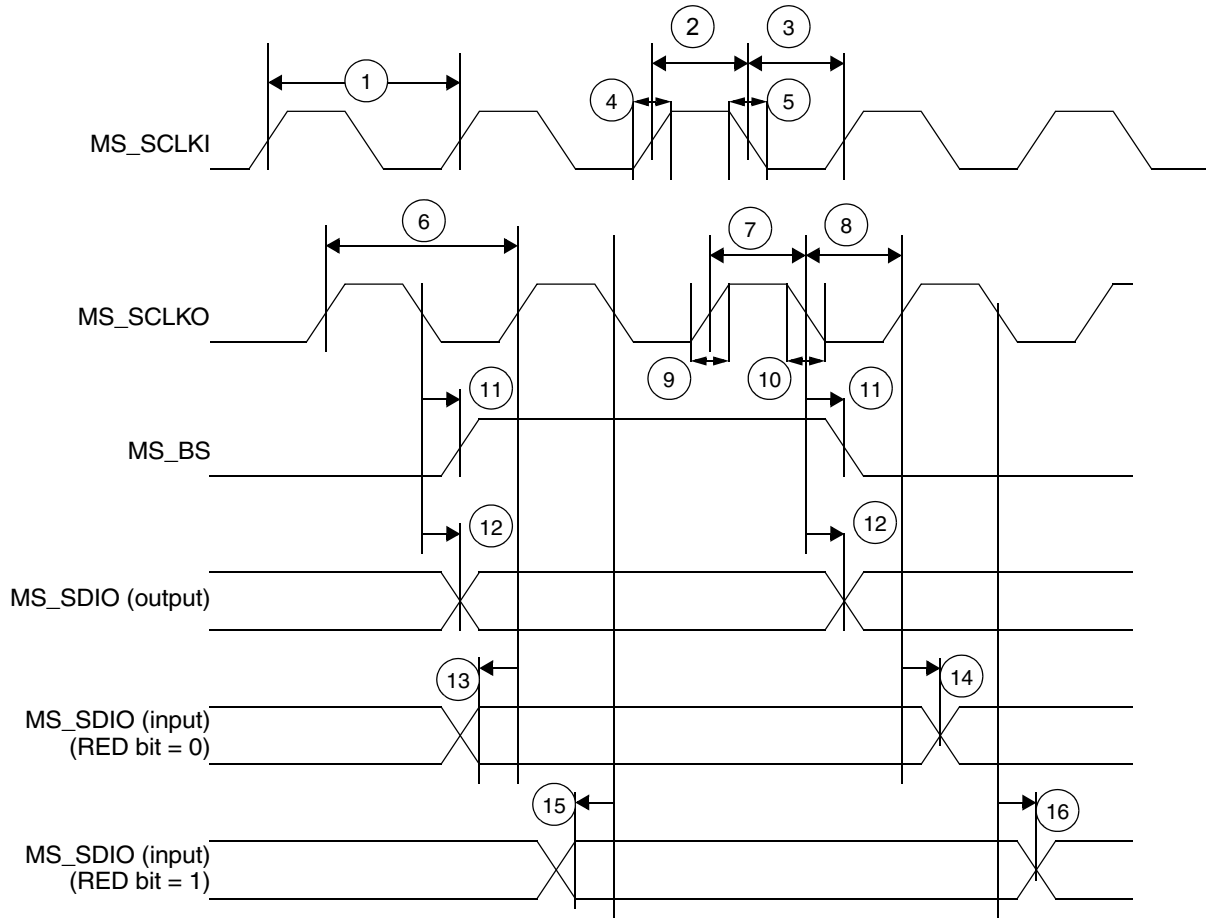 2
3
1
4
5
MS_SCLKI
6
7
8
MS_SCLKO
9
10
11
11
MS_BS
12
12
MS_SDIO (output)
13
14
MS_SDIO (input)
(RED bit = 0)
15
16
MS_SDIO (input)
(RED bit = 1)